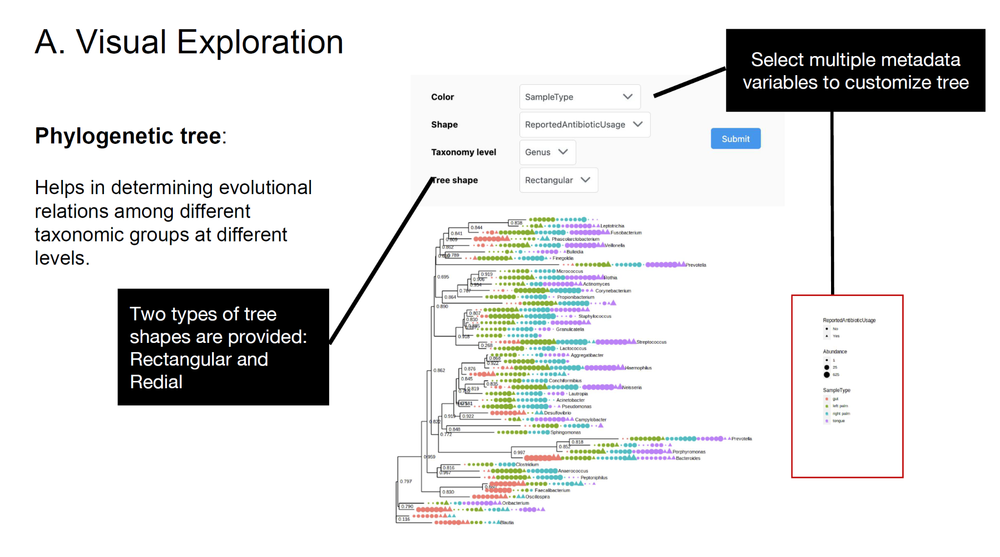 A. Visual Exploration
Select multiple metadata
variables to customize tree
Color
SampleType
Shape
ReportedAntibioticUsage
Submit
Taxonomy level
Genus
Tree shape
Rectangular
Phylogenetic tree:
Helps in determining evolutional
relations among different
taxonomic groups at different
levels.
Two types of tree
shapes are provided:
Rectangular and
Redial
0.838
0.844
Leptotrichia
0.841
Fusobacterium
0.809
Phascolarctobacterium
0.862
Veillonella
Bulleidia
0.789
Finegoldia
Prevotella
Micrococcus
0.919
0.695
Rothia
0.906
0.954
Actinomyces
0.767
Corynebacterium
0.864
Propionibacterium
0.890
0.807
Staphylococcus
0.830
Granulicatella
0.918
Streptococcus
0.268
Lactococcus
Aggregatibacter
0.868
0.922
0.876
Haemophilus
0.862
0.845
Conchiformibius
0.835
0.819
Neisseria
0.759
Lautropia
Acinetobacter
Pseudomonas
Desulfovibrio
0.919
0.922
Campylobacter
0.822
0.848
0.772
Sphingomonas
Prevotella
0.818
0.852
0.997
Porphyromonas
0.959
Bacteroides
Clostridium
0.816
0.967
Anaerococcus
Peptoniphilus
0.797
0.860
0.830
Faecalibacterium
Oscillospira
Oribacterium
0.790
0.116
Blautia
ReportedAntibioticUsage
No
Yes
Abundance
1
25
625
SampleType
gut
left palm
right palm
tongue